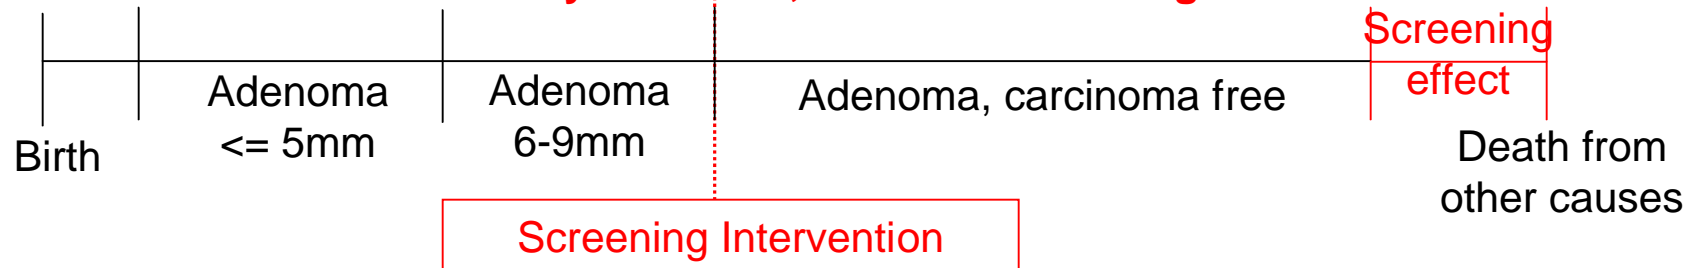 Screening
effect
Adenoma
<= 5mm
Adenoma
6-9mm
Adenoma, carcinoma free
Birth
Death from
other causes
Screening Intervention